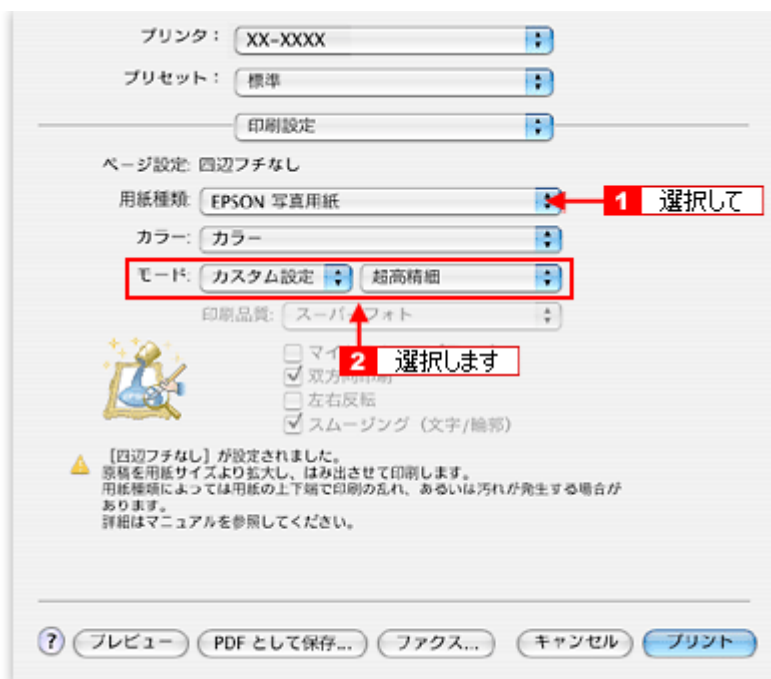 プリンタ： XX-XXXX
プリセット： 標準
印刷設定
ページ設定: 四辺フチなし
用紙種類: EPSON 写真用紙
1 選択して
カラー: カラー
モード: カスタム設定 超高精細
印刷品質: スーパーフォト
2 選択します
双方向印刷
左右反転
スムージング（文字/輪郭）
［四辺フチなし］が設定されました。
原稿を用紙サイズより拡大し、はみ出させて印刷します。
用紙種類によっては用紙の上下端で印刷の乱れ、あるいは汚れが発生する場合が
あります。
詳細はマニュアルを参照してください。
? プレビュー PDF として保存... ファクス... キャンセル プリント